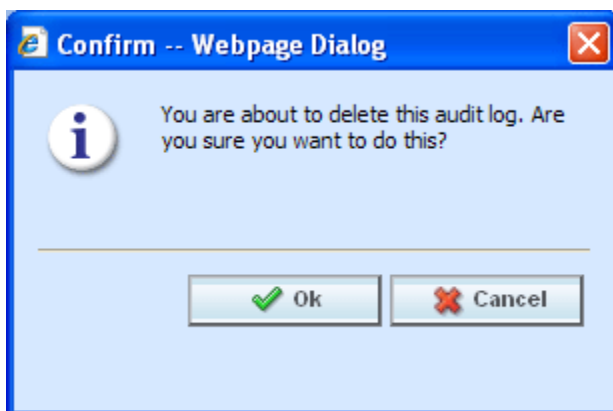 Confirm -- Webpage Dialog
You are about to delete this audit log. Are
you sure you want to do this?
Ok
Cancel